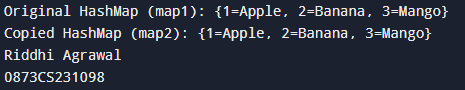 Original HashMap (map1): {1=Apple, 2=Banana, 3=Mango}
Copied HashMap (map2): {1=Apple, 2=Banana, 3=Mango}
Riddhi Agrawal
0873CS231098